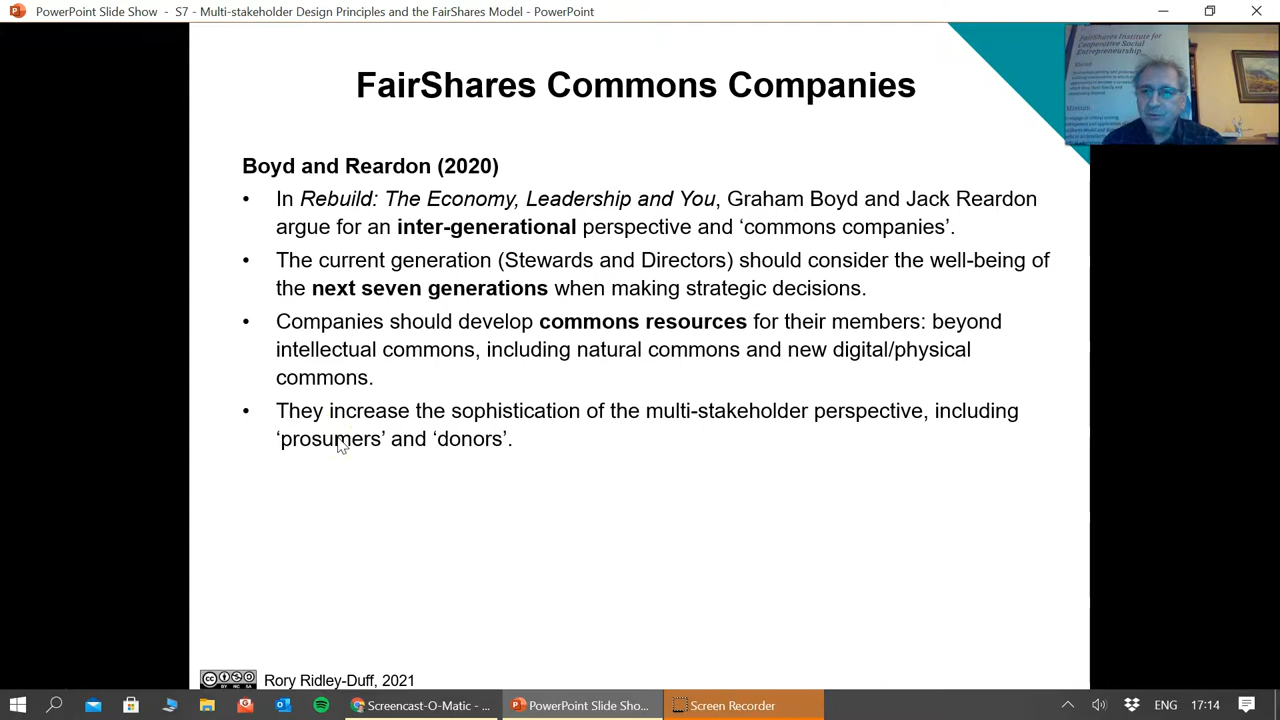 PowerPoint Slide Show - S7 - Multi-stakeholder Design Principles and the FairShares Model - PowerPoint
FairShares Institute for
Cooperative Social
Entrepreneurship
FairShares Commons Companies
Boyd and Reardon (2020)
• In Rebuild: The Economy, Leadership and You, Graham Boyd and Jack Reardon
argue for an inter-generational perspective and ‘commons companies’.
• The current generation (Stewards and Directors) should consider the well-being of
the next seven generations when making strategic decisions.
• Companies should develop commons resources for their members: beyond
intellectual commons, including natural commons and new digital/physical
commons.
• They increase the sophistication of the multi-stakeholder perspective, including
‘prosumers’ and ‘donors’.
cc BY NC SA Rory Ridley-Duff, 2021
Screencast-O-Matic - ...
PowerPoint Slide Sho...
Screen Recorder
ENG
17:14